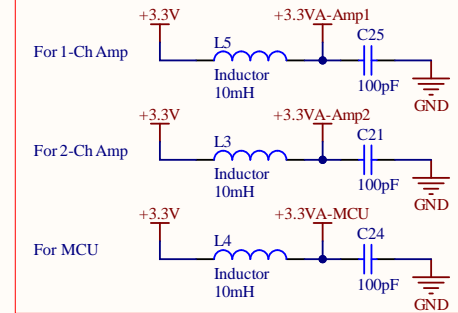 +3.3V +3.3VA-Amp1
C25
L5
For 1-Ch Amp
Inductor
10mH
100pF
GND
+3.3V +3.3VA-Amp2
C21
L3
For 2-Ch Amp
Inductor
10mH
100pF
GND
+3.3V +3.3VA-MCU
C24
L4
For MCU
Inductor
10mH
100pF
GND